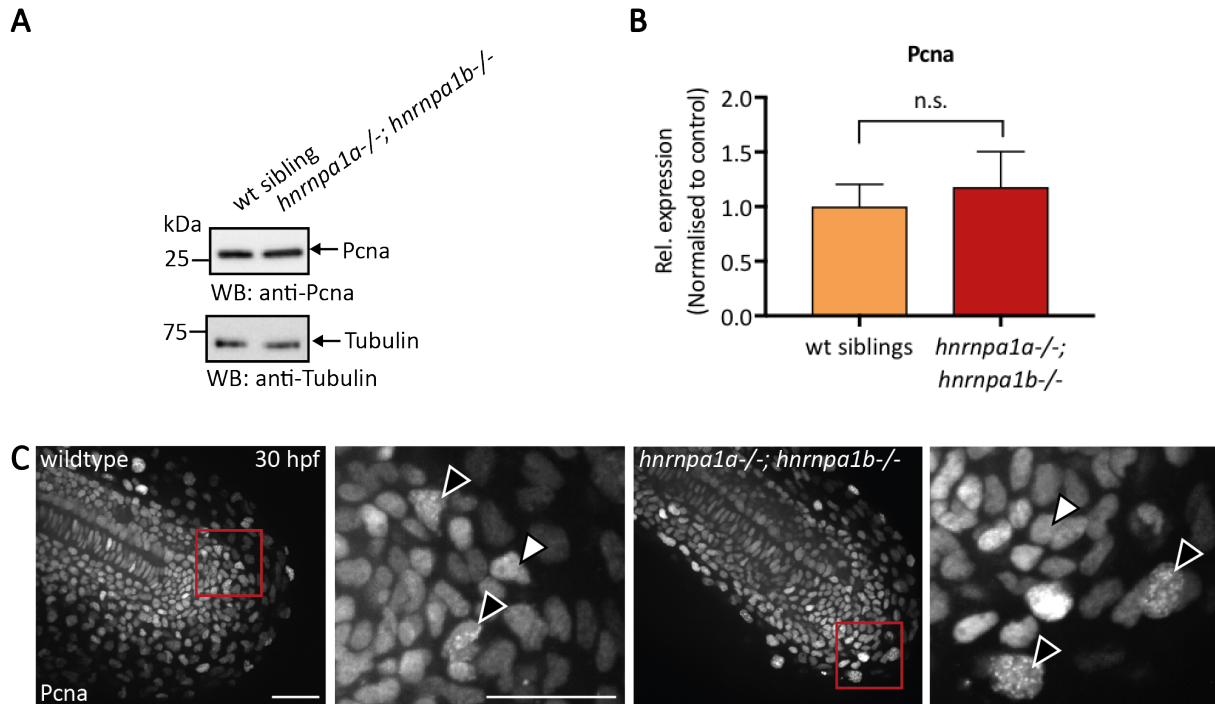 A
wt sibling
hnrnpa1a-/-; hnrnpa1b-/-
kDa
25
Pcna
WB: anti-Pcna
75
Tubulin
WB: anti-Tubulin
B
Pcna
Rel. expression
(Normalised to control)
2.0
1.5
1.0
0.5
0.0
n.s.
wt siblings
hnrnpa1a-/-;
hnrnpa1b-/-
C
wildtype
30 hpf
Pcna
hnrnpa1a-/-; hnrnpa1b-/-